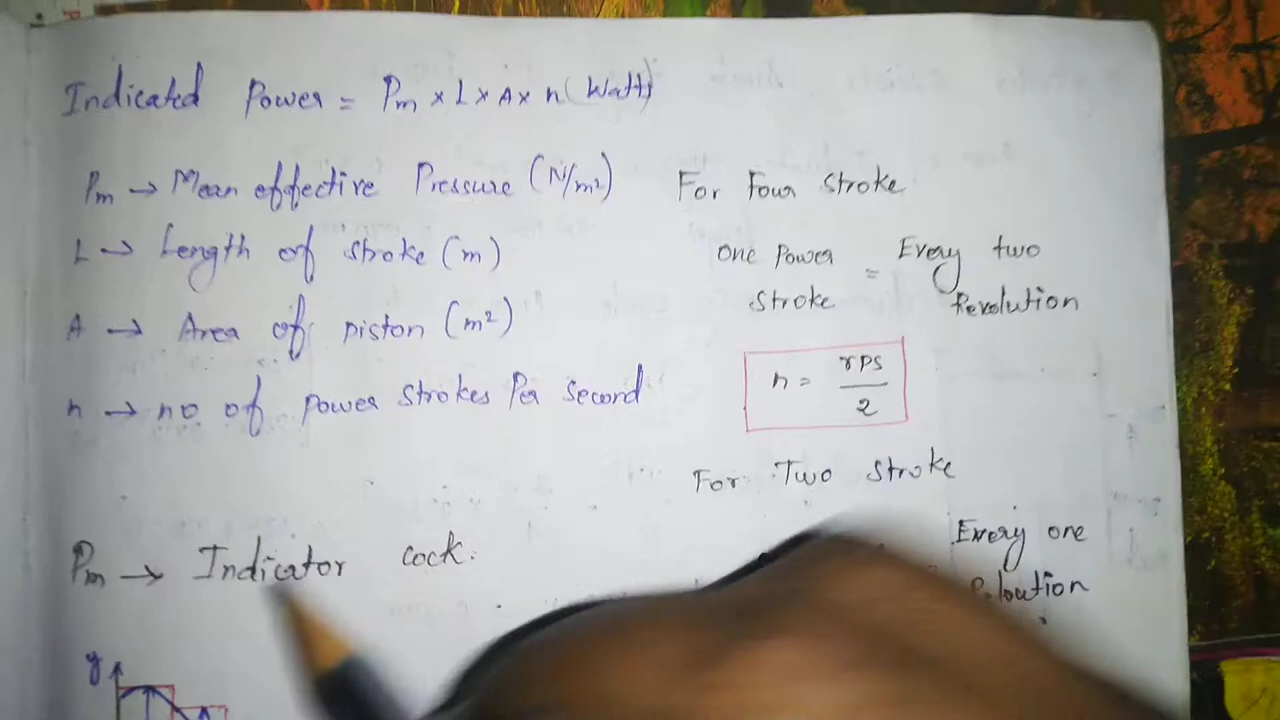 Indicated Power = Pm × L × A × n (Watts)
Pm → Mean effective Pressure (N/m²)
L → Length of stroke (m)
A → Area of piston (m²)
n → no of power strokes Per second
Pm → Indicator cock.
y
For Four stroke
one Power stroke = Every two Revolution
n = rps / 2
For Two stroke
Every one